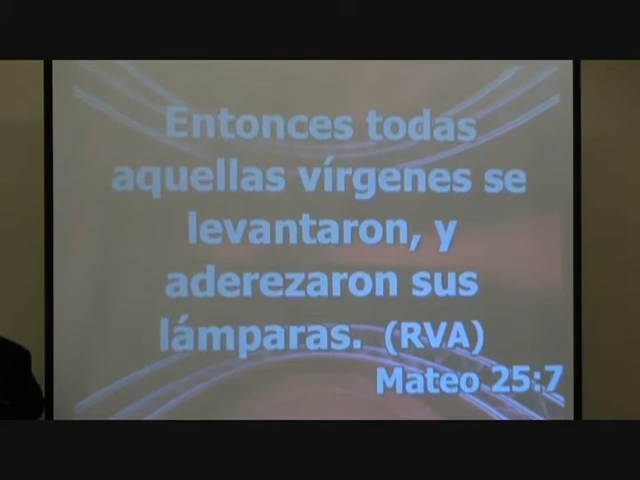 Entonces todas
aquellas vírgenes se
levantaron, y
aderezaron sus
lámparas. (RVA)
Mateo 25:7